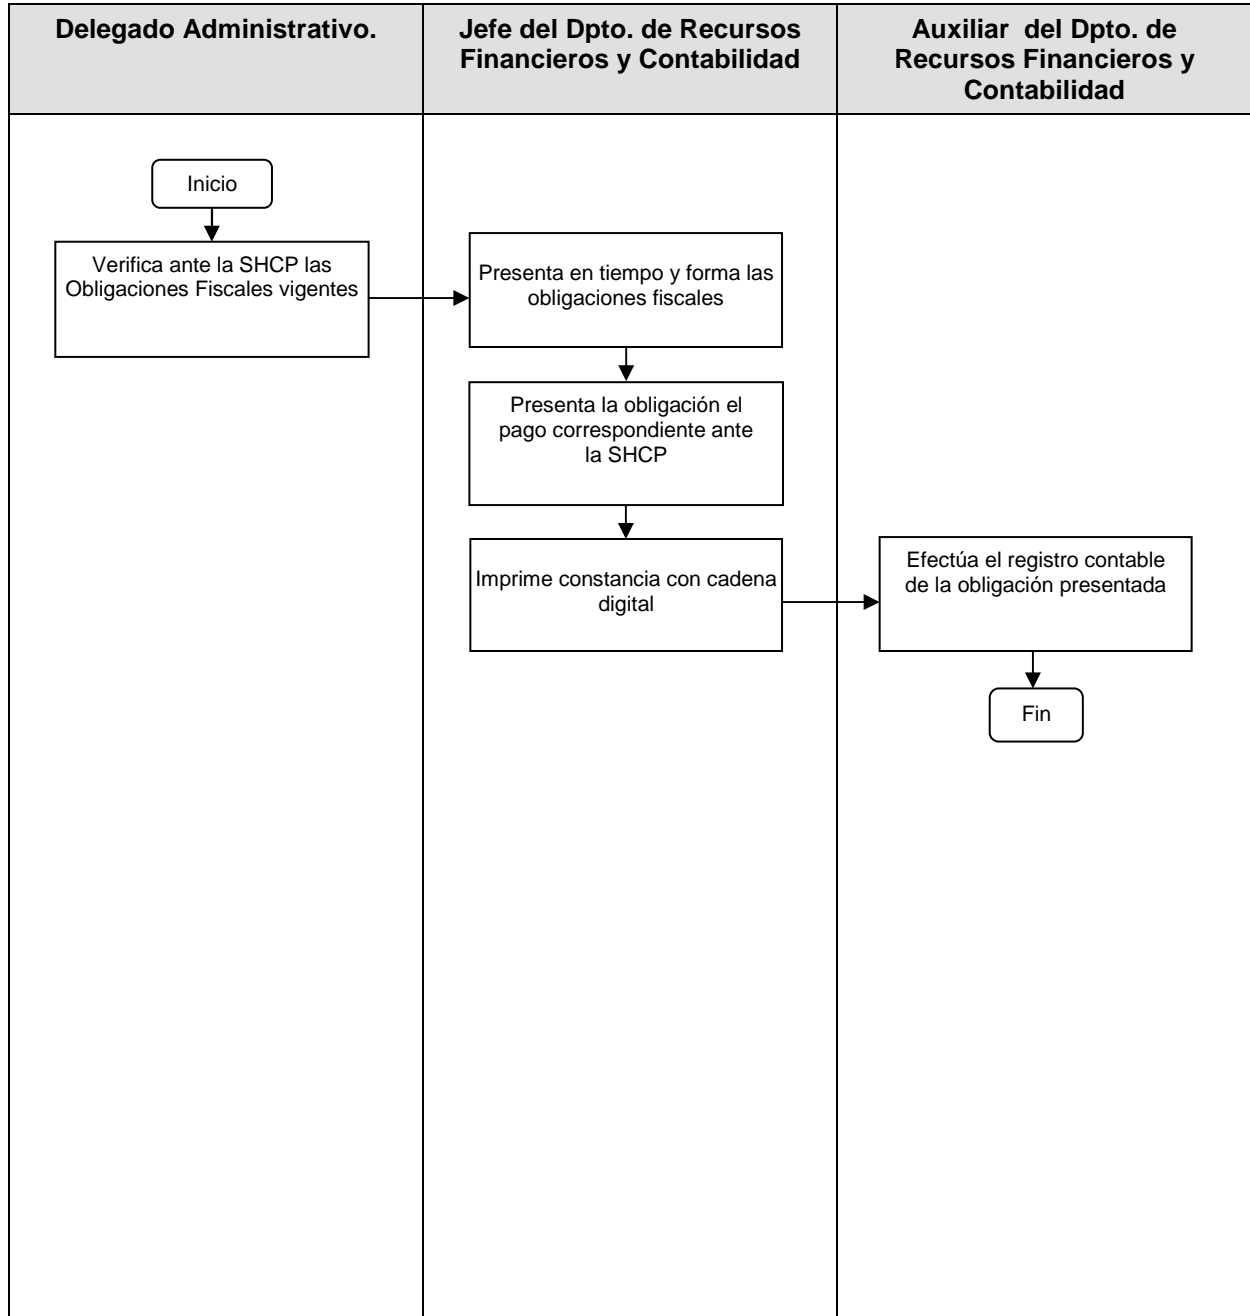 Delegado Administrativo.
Jefe del Dpto. de Recursos
Financieros y Contabilidad
Auxiliar  del Dpto. de
Recursos Financieros y
Contabilidad
Inicio
Verifica ante la SHCP las
Obligaciones Fiscales vigentes
Presenta en tiempo y forma las
obligaciones fiscales
Presenta la obligación el
pago correspondiente ante
la SHCP
Imprime constancia con cadena
digital
Efectúa el registro contable
de la obligación presentada
Fin